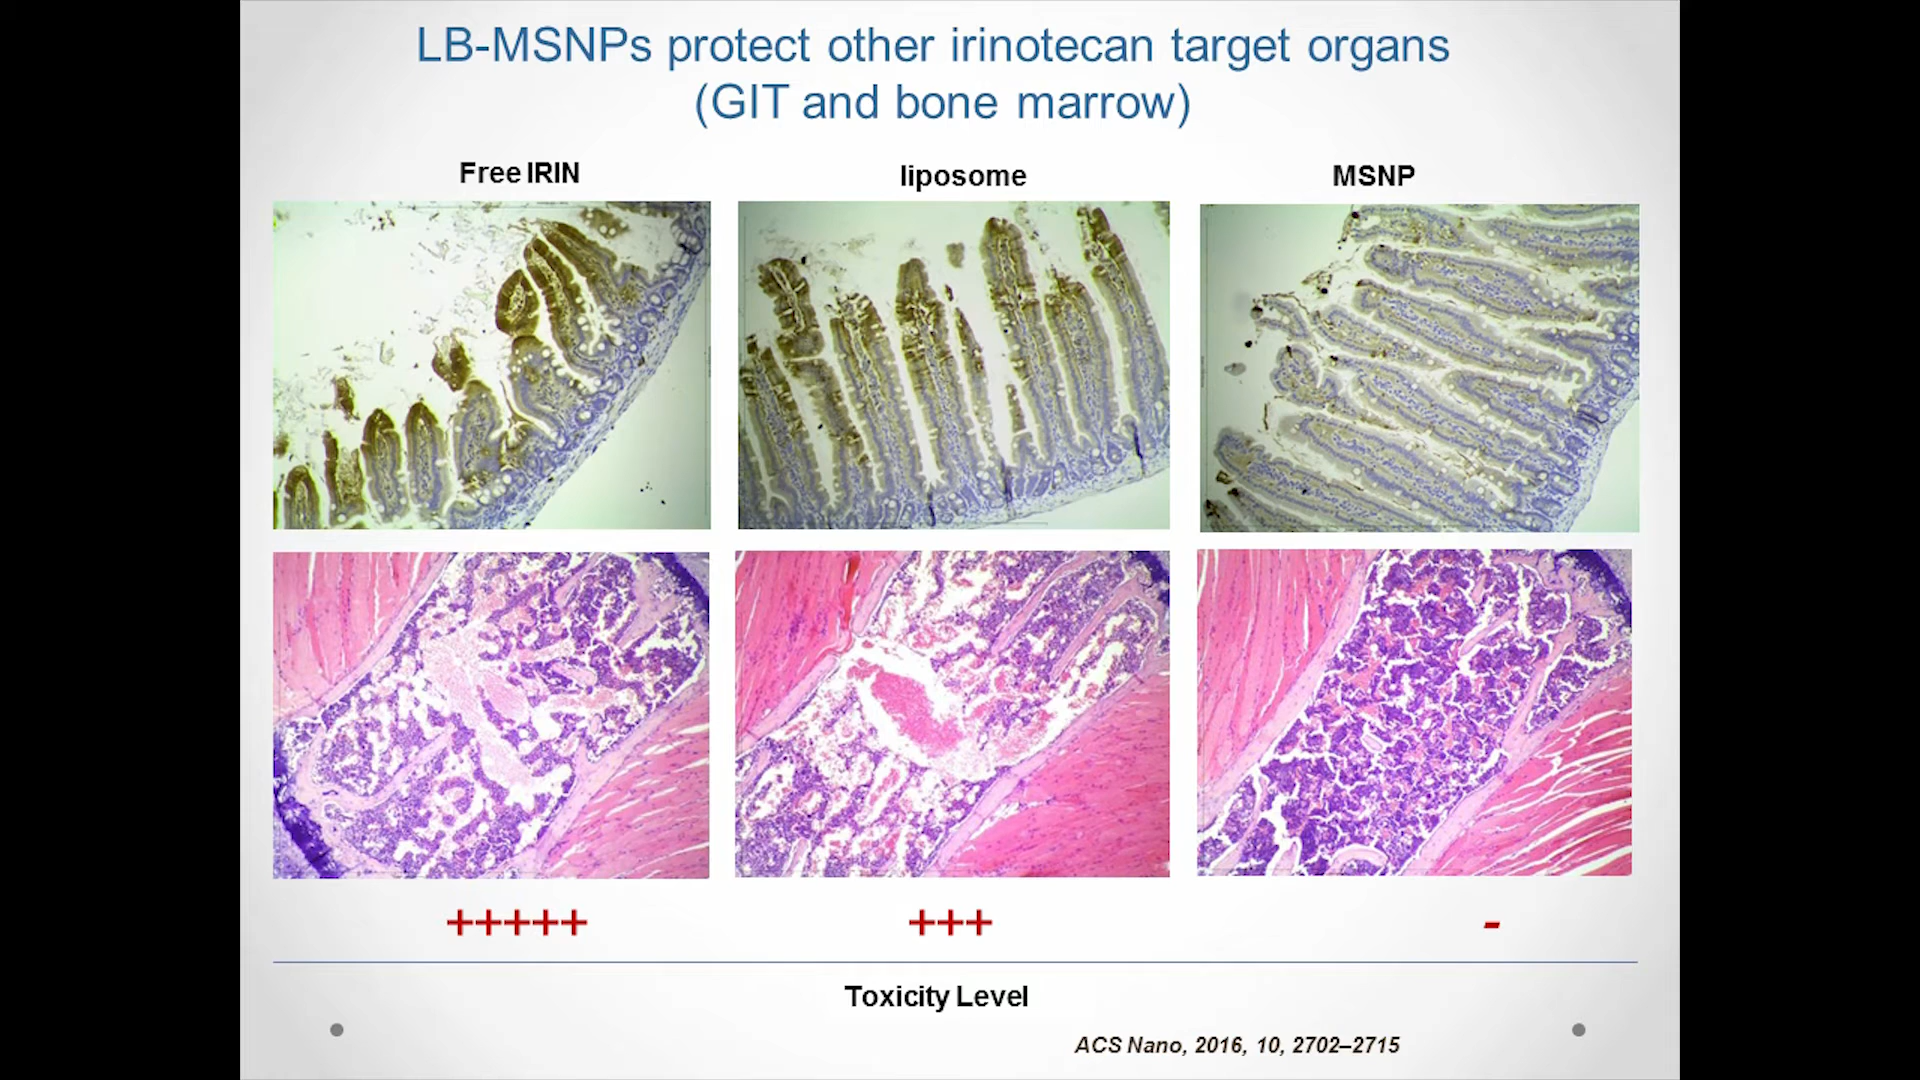 LB-MSNPs protect other irinotecan target organs
(GIT and bone marrow)
Free IRIN
liposome
MSNP
+++++
+++
-
Toxicity Level
ACS Nano, 2016, 10, 2702–2715